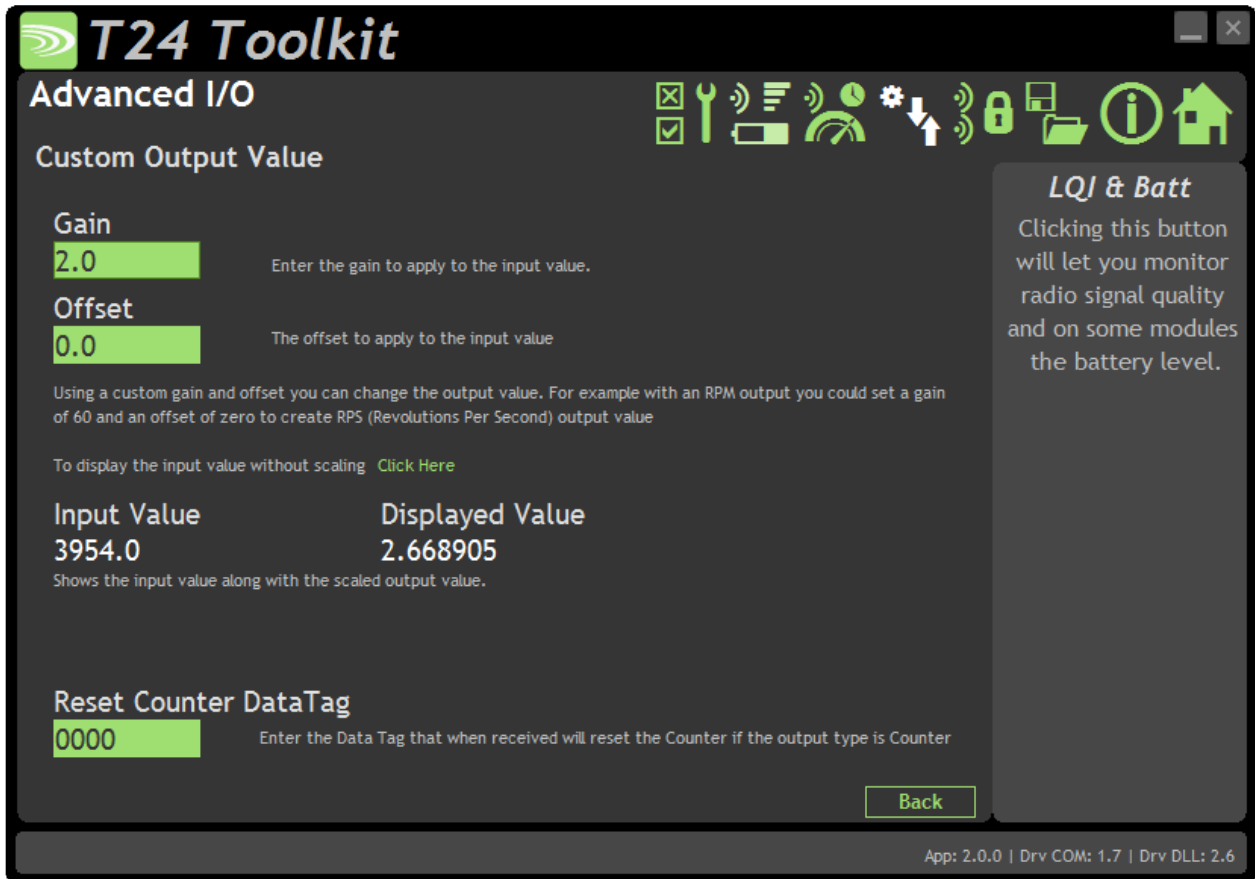 T24 Toolkit
Advanced I/O
Custom Output Value
Gain
2.0
Enter the gain to apply to the input value.
Offset
0.0
The offset to apply to the input value
Using a custom gain and offset you can change the output value. For example with an RPM output you could set a gain
of 60 and an offset of zero to create RPS (Revolutions Per Second) output value
To display the input value without scaling Click Here
Input Value
Displayed Value
3954.0
2.668905
Shows the input value along with the scaled output value.
Reset Counter DataTag
0000
Enter the Data Tag that when received will reset the Counter if the output type is Counter
Back
LQI & Batt
Clicking this button
will let you monitor
radio signal quality
and on some modules
the battery level.
App: 2.0.0 | Drv COM: 1.7 | Drv DLL: 2.6